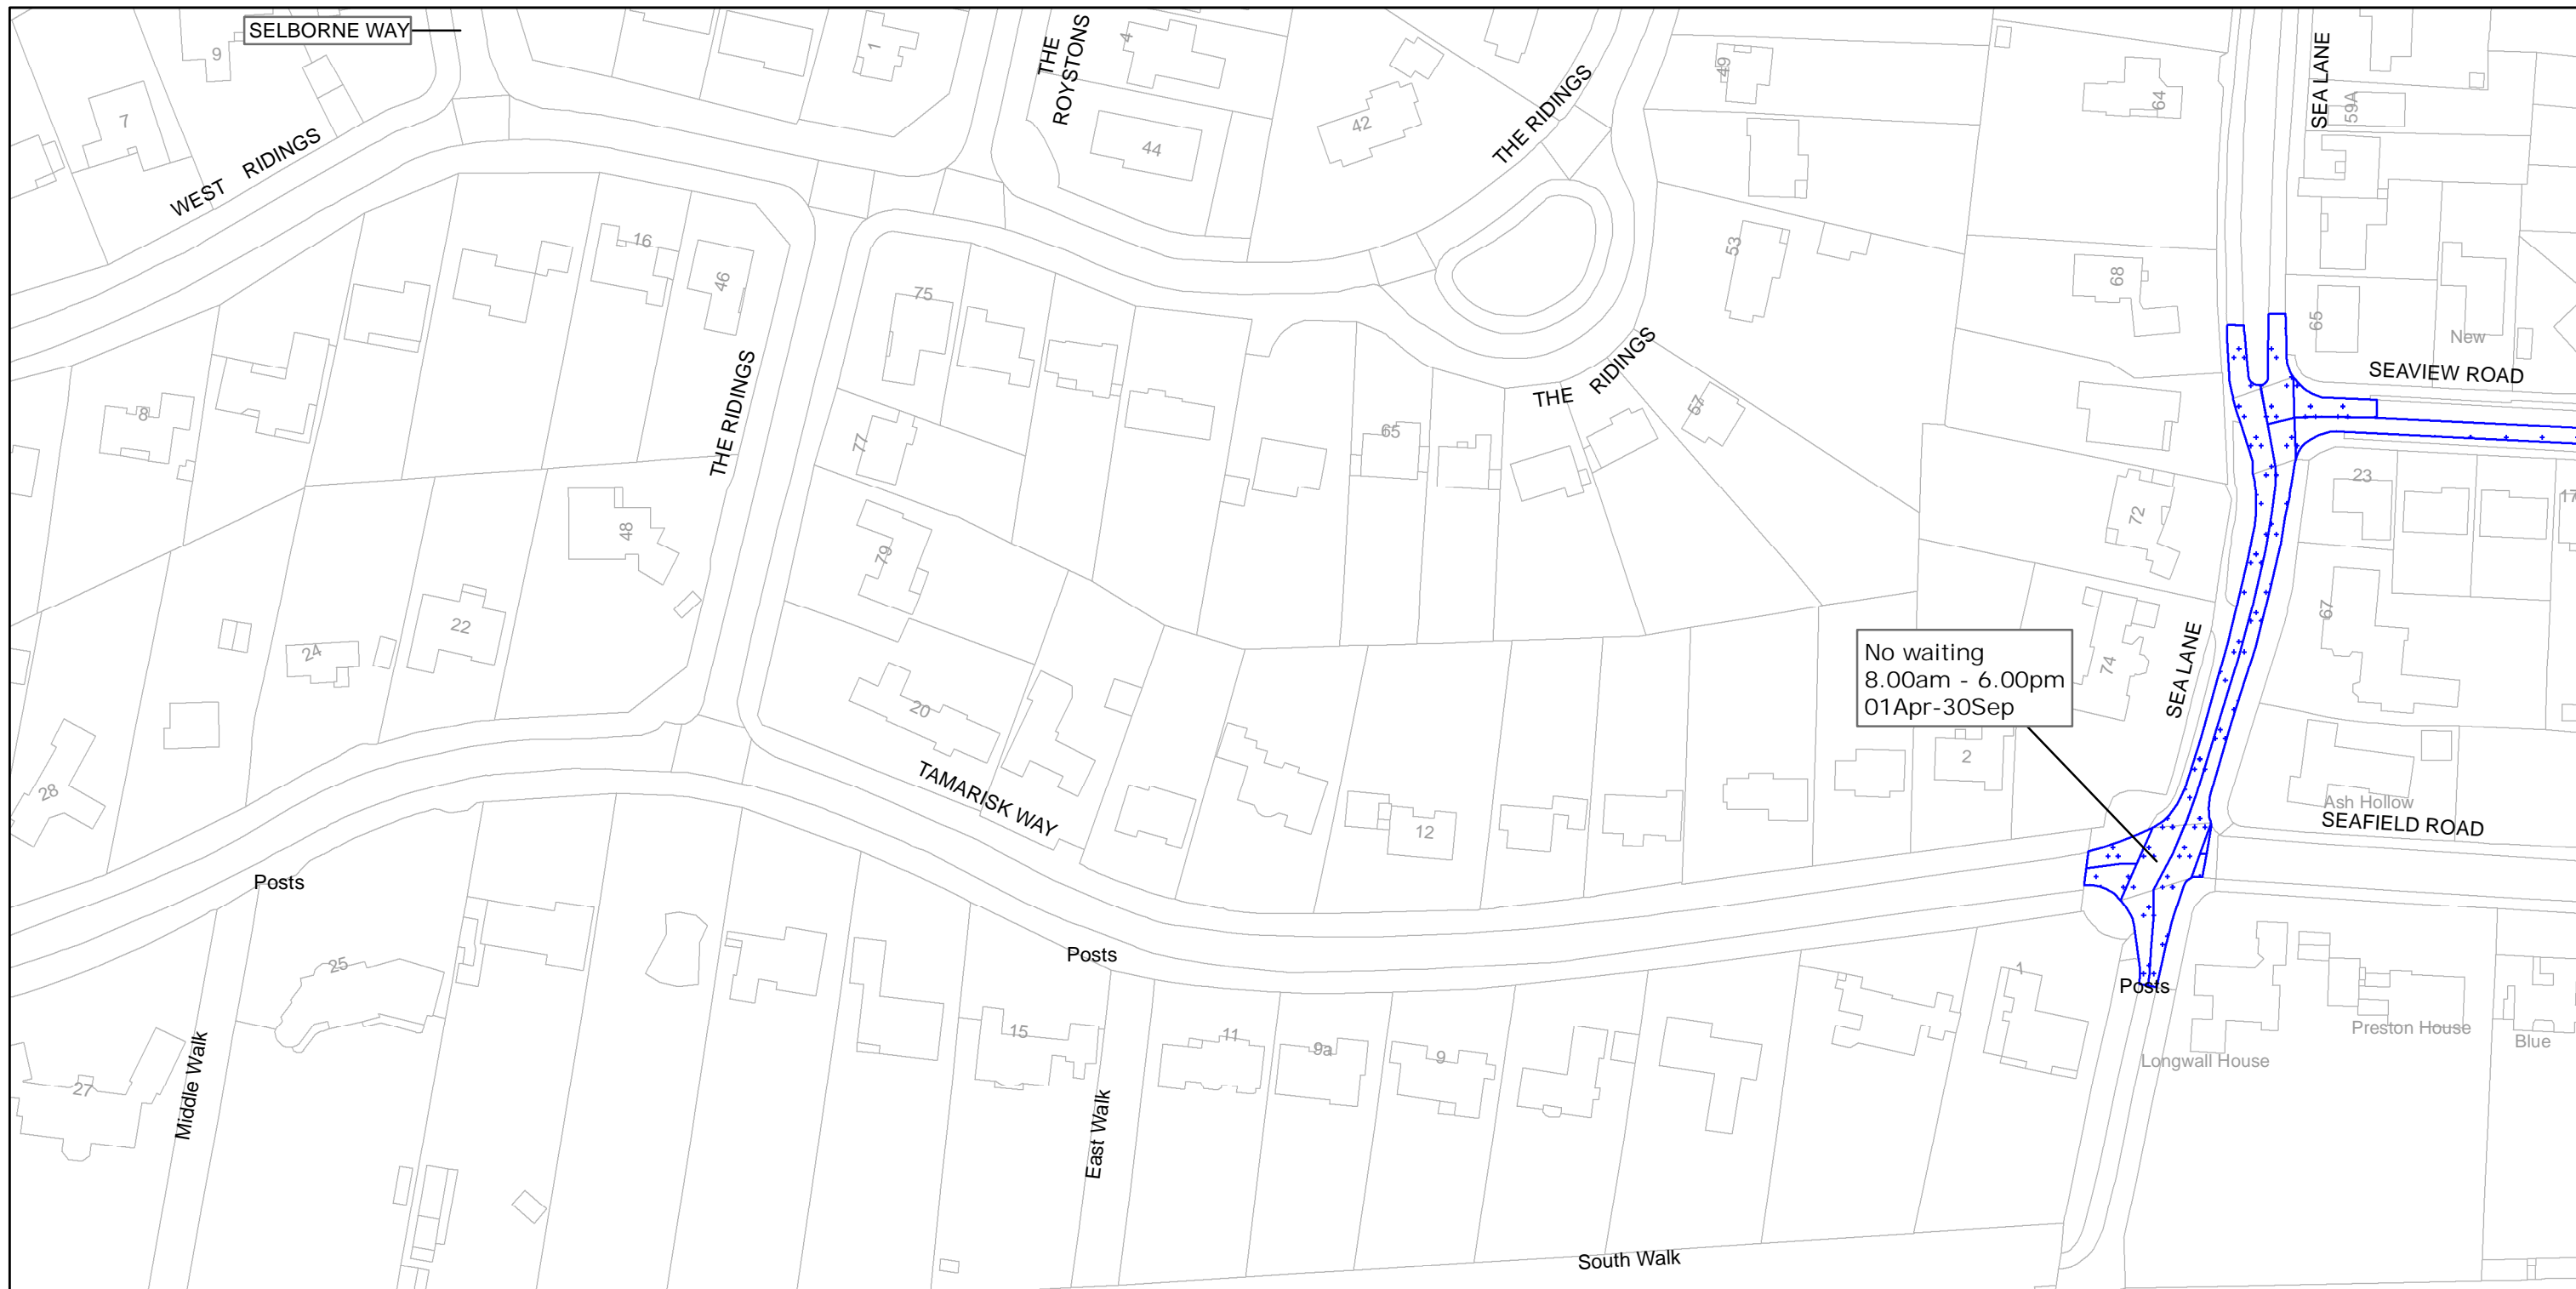 SELBORNE WAY
9
7
WEST RIDINGS
1
THE
ROYSTONS
4
44
42
THE RIDINGS
49
64
SEA LANE
59A
16
46
75
53
68
65
New
SEAVIEW ROAD
8
THE RIDINGS
77
65
THE RIDINGS
57
48
79
72
23
17
22
24
20
67
74
SEA LANE
No waiting
8.00am - 6.00pm
01Apr-30Sep
28
TAMARISK WAY
12
2
Ash Hollow
SEAFIELD ROAD
Posts
25
Posts
1
Posts
15
11
9a
9
Longwall House
Preston House
Blue
27
Middle Walk
East Walk
South Walk